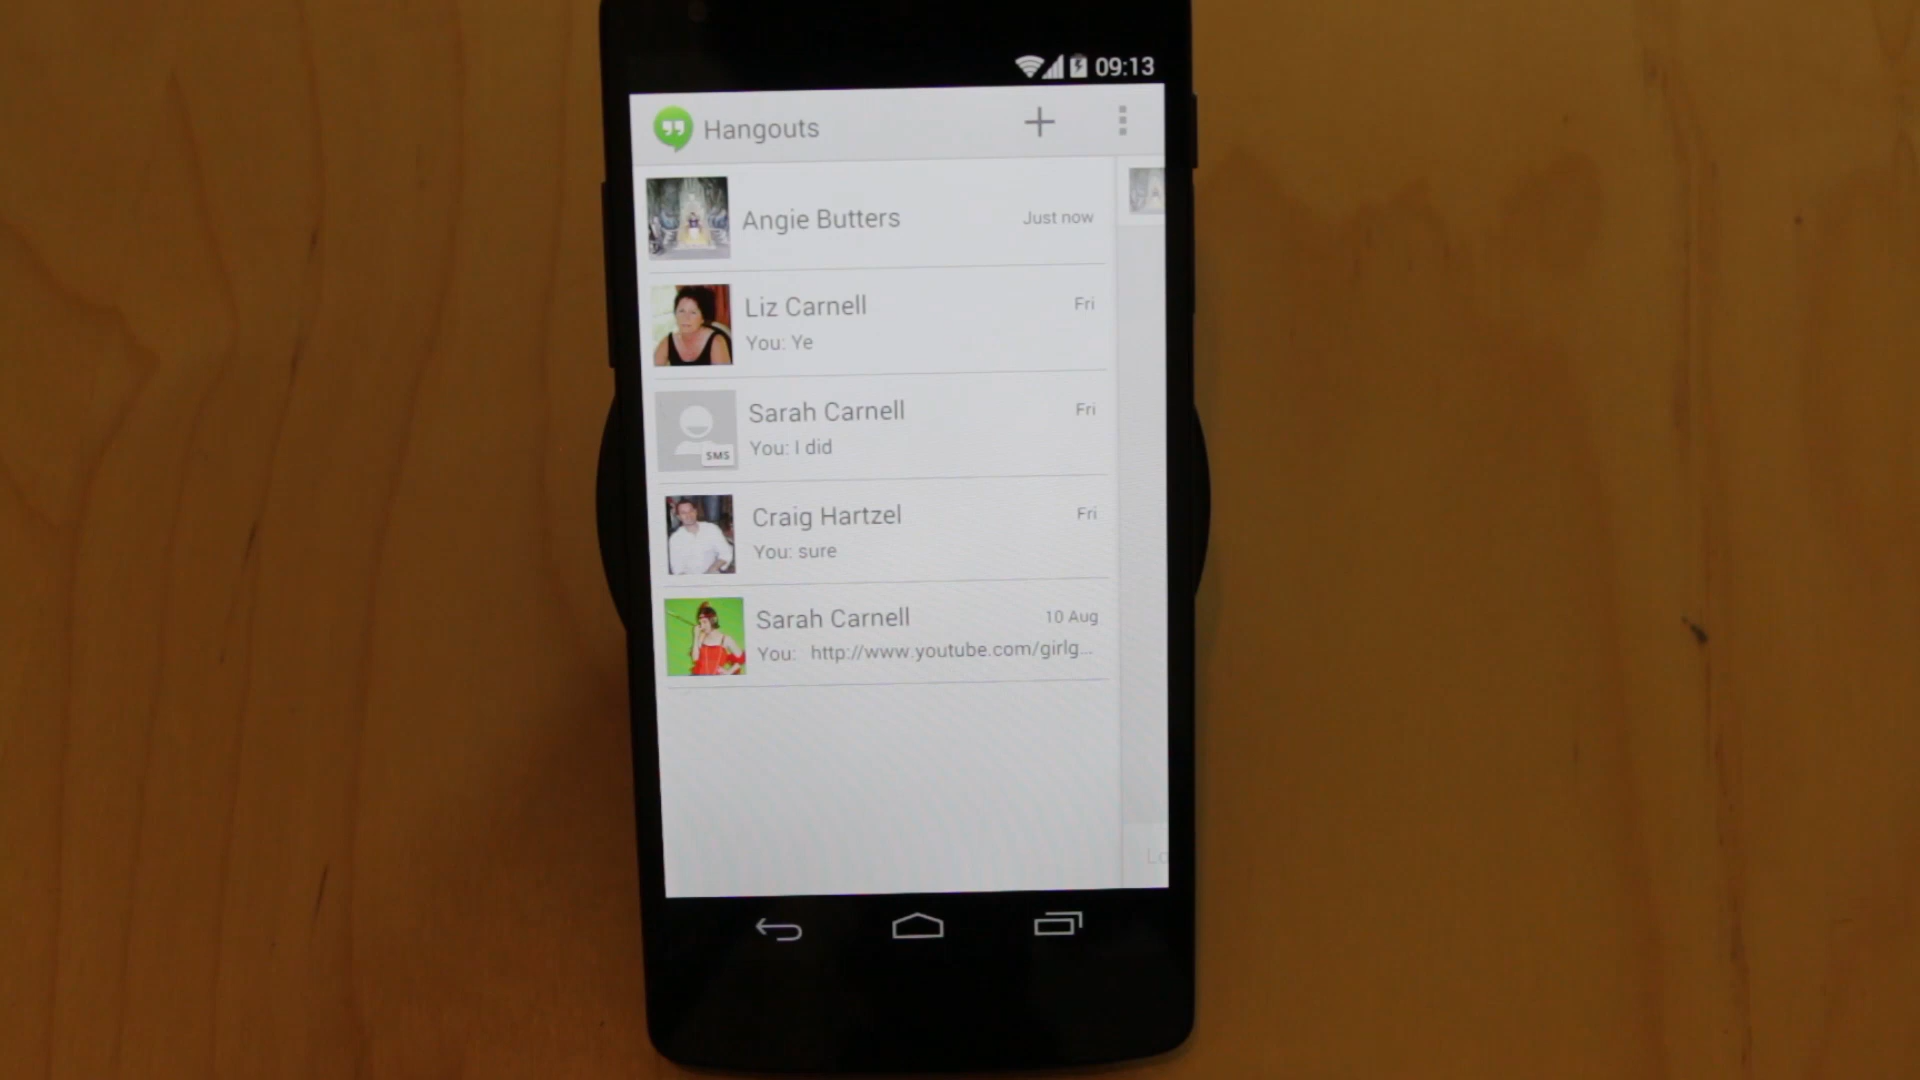 09:13
Hangouts
Angie Butters Just now
Liz Carnell Fri
You: Ye
Sarah Carnell Fri
You: I did
SMS
Craig Hartzel Fri
You: sure
Sarah Carnell 10 Aug
You: http://www.youtube.com/girlg...
Lo